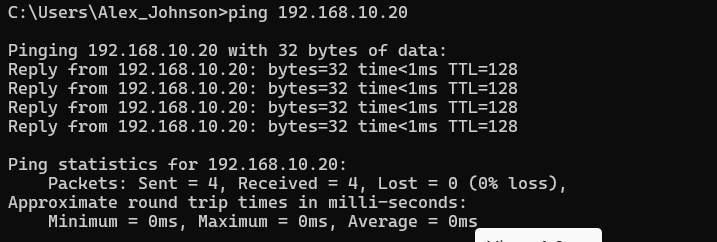 C:\Users\Alex_Johnson>ping 192.168.10.20
Pinging 192.168.10.20 with 32 bytes of data:
Reply from 192.168.10.20: bytes=32 time<1ms TTL=128
Reply from 192.168.10.20: bytes=32 time<1ms TTL=128
Reply from 192.168.10.20: bytes=32 time<1ms TTL=128
Reply from 192.168.10.20: bytes=32 time<1ms TTL=128
Ping statistics for 192.168.10.20:
    Packets: Sent = 4, Received = 4, Lost = 0 (0% loss),
Approximate round trip times in milli-seconds:
    Minimum = 0ms, Maximum = 0ms, Average = 0ms